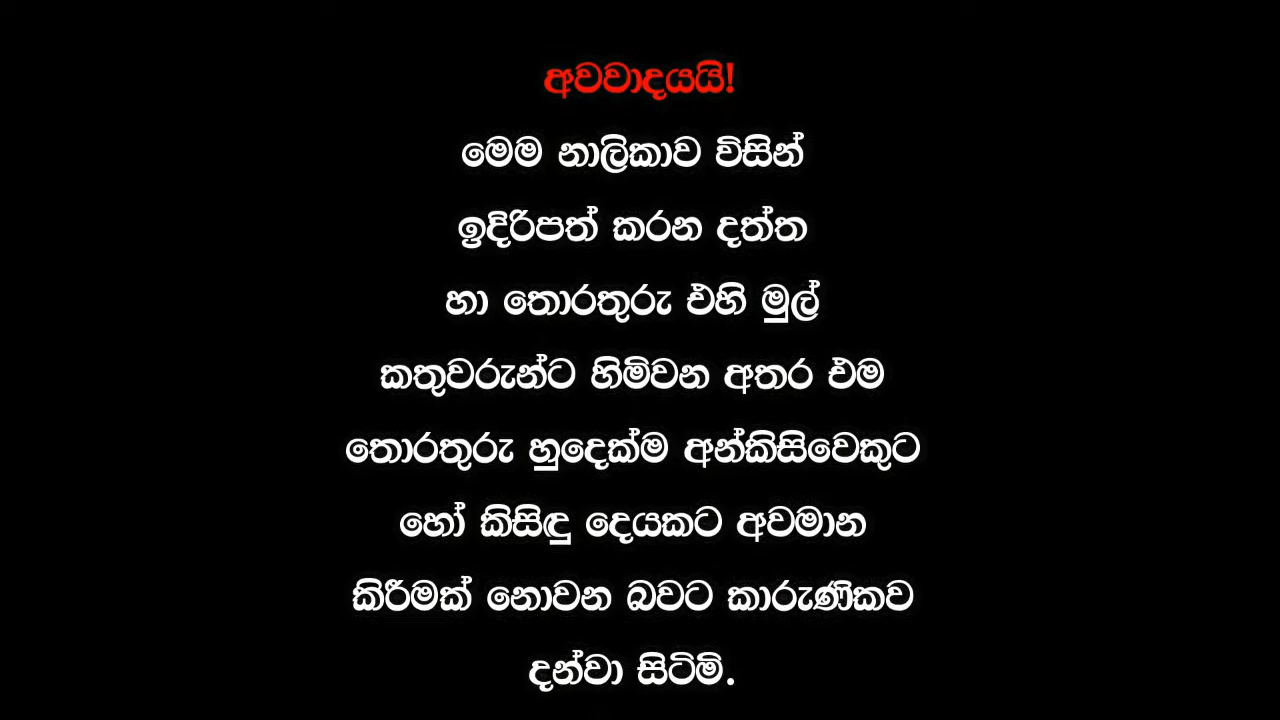 අවවාදයයි!
මෙම නාලිකාව විසින්
ඉදිරිපත් කරන දත්ත
හා තොරතුරු එහි මුල්
කතුවරුන්ට හිමිවන අතර එම
තොරතුරු හුදෙක්ම අන්කිසිවෙකුට
හෝ කිසිඳු දෙයකට අවමාන
කිරීමක් නොවන බවට කාරුණිකව
දන්වා සිටිමි.